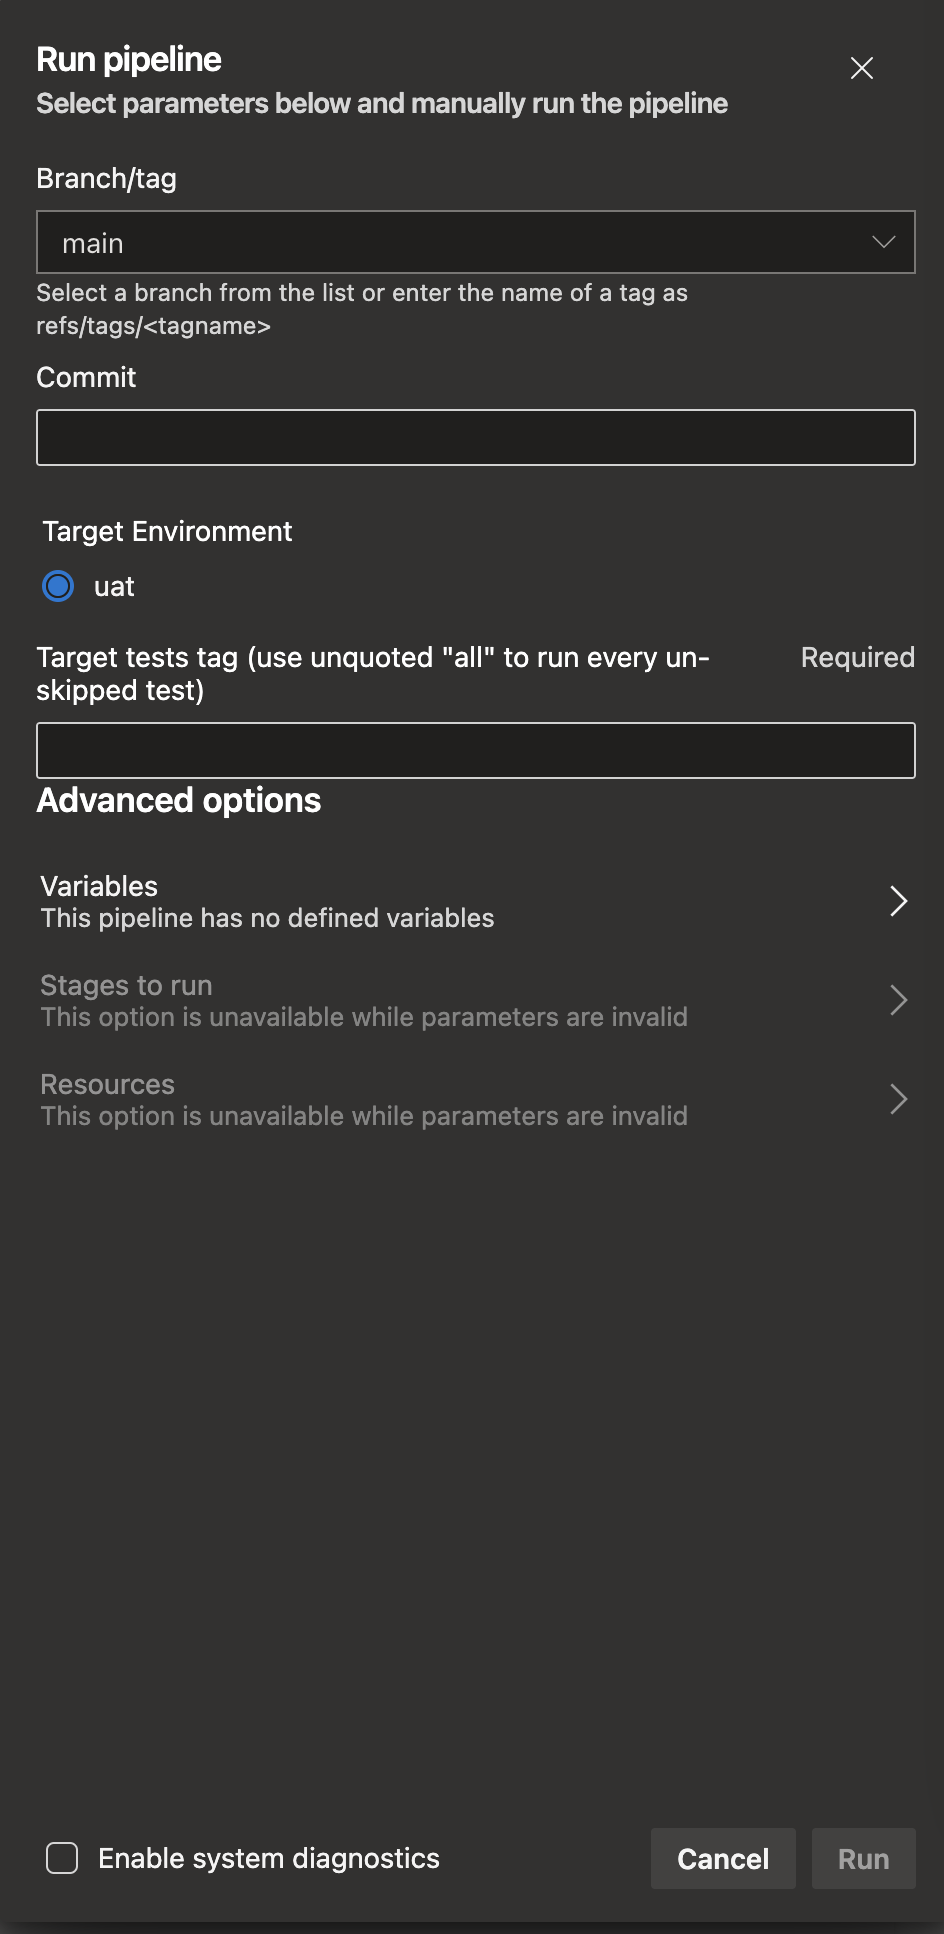 Run pipeline
Select parameters below and manually run the pipeline
Branch/tag
main
Select a branch from the list or enter the name of a tag as
refs/tags/<tagname>
Commit
Target Environment
uat
Target tests tag (use unquoted "all" to run every un-
skipped test)
Required
Advanced options
Variables
This pipeline has no defined variables
Stages to run
This option is unavailable while parameters are invalid
Resources
This option is unavailable while parameters are invalid
Enable system diagnostics
Cancel
Run